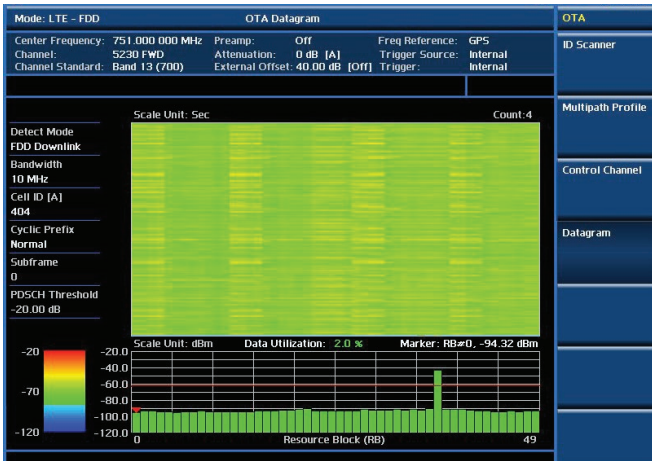 Mode: LTE - FDD
OTA Datagram
OTA
Center Frequency: 751.000 000 MHz Preamp: Off Freq Reference: GPS
Channel: 5230 FWD Attenuation: 0 dB [A] Trigger Source: Internal
Channel Standard: Band 13 (700) External Offset: 40.00 dB [Off] Trigger: Internal
ID Scanner
Multipath Profile
Control Channel
Datagram
Scale Unit: Sec
Count:4
Detect Mode
FDD Downlink
Bandwidth
10 MHz
Cell ID [A]
404
Cyclic Prefix
Normal
Subframe
0
PDSCH Threshold
-20.00 dB
Scale Unit: dBm Data Utilization: 2.0 % Marker: RB#0, -94.32 dBm
-20
-70
-120
-20.0
-40.0
-60.0
-80.0
-100.0
-120.0
0 Resource Block (RB) 49